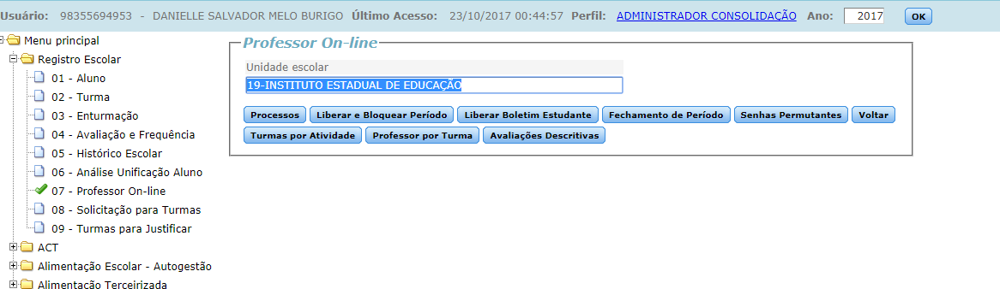 Usuário: 98355694953 - DANIELLE SALVADOR MELO BURIGO Último Acesso: 23/10/2017 00:44:57 Perfil: ADMINISTRADOR CONSOLIDAÇÃO Ano: 2017 OK
Menu principal
Registro Escolar
01 - Aluno
02 - Turma
03 - Enturmação
04 - Avaliação e Frequência
05 - Histórico Escolar
06 - Análise Unificação Aluno
07 - Professor On-line
08 - Solicitação para Turmas
09 - Turmas para Justificar
ACT
Alimentação Escolar - Autogestão
Alimentação Terceirizada
Professor On-line
Unidade escolar
19-INSTITUTO ESTADUAL DE EDUCAÇÃO
Processos Liberar e Bloquear Período Liberar Boletim Estudante Fechamento de Período Senhas Permutantes Voltar
Turmas por Atividade Professor por Turma Avaliações Descritivas